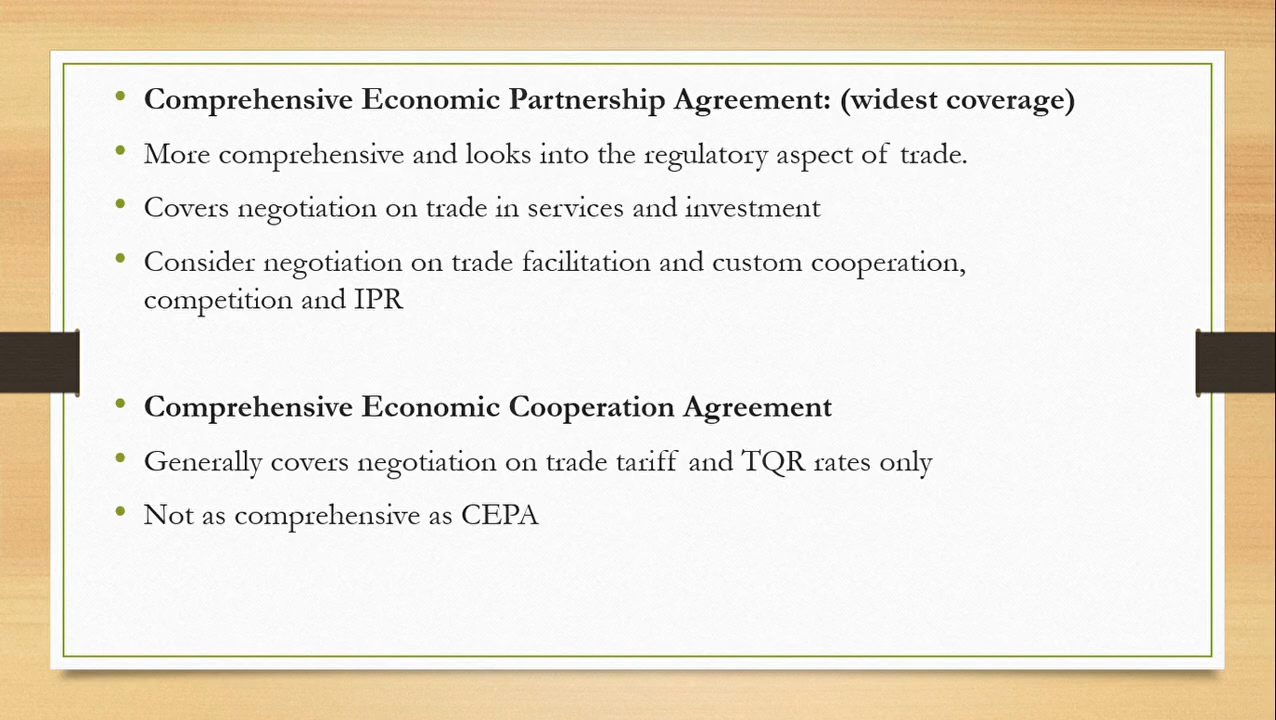 • Comprehensive Economic Partnership Agreement: (widest coverage)
• More comprehensive and looks into the regulatory aspect of trade.
• Covers negotiation on trade in services and investment
• Consider negotiation on trade facilitation and custom cooperation,
competition and IPR
• Comprehensive Economic Cooperation Agreement
• Generally covers negotiation on trade tariff and TQR rates only
• Not as comprehensive as CEPA